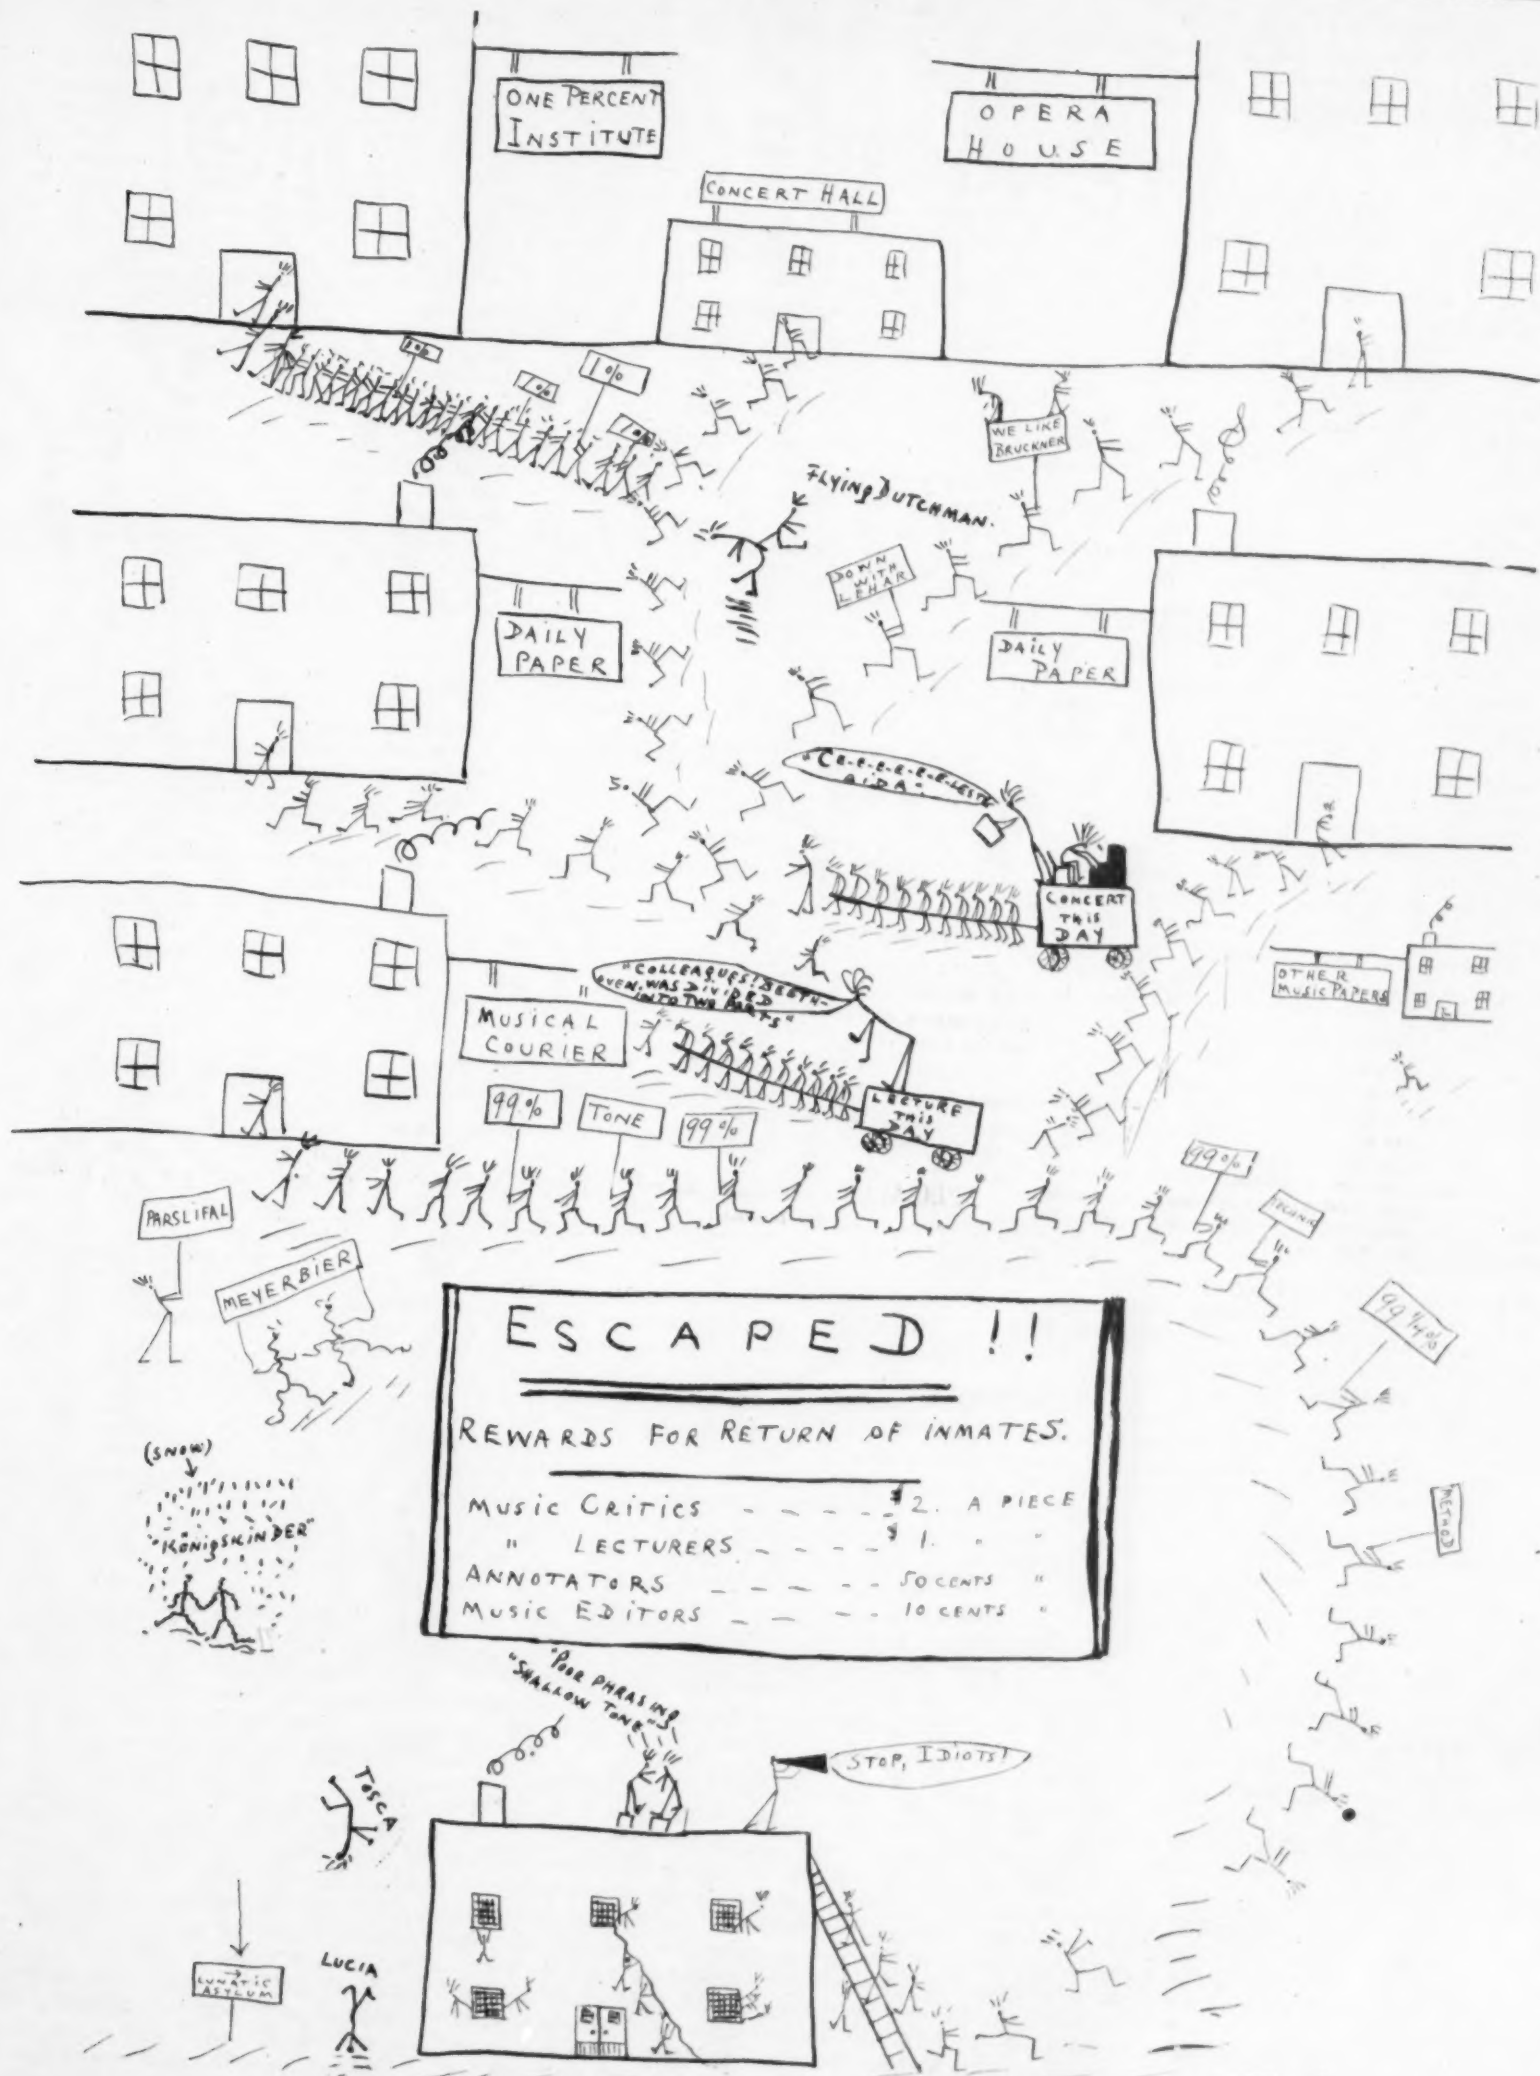 ONE PERCENT
INSTITUTE
OPERA
HOUSE
CONCERT HALL
1%
1%
1%
WE LIKE
BRUCKNER
FLYING DUTCHMAN.
DOWN
WITH
LEHAR
DAILY
PAPER
DAILY
PAPER
"CE-E-E-E-E-E-LESTE
AIDA".
CONCERT
THIS
DAY
OTHER
MUSIC PAPERS
"COLLEAGUES! BEETH-
OVEN WAS DIVIDED
INTO TWO PARTS"
MUSICAL
COURIER
LECTURE
THIS
DAY
99%
TONE
99%
99%
PARSLIFAL
MEYERBIER
99 3/4%
ESCAPED!!
REWARDS FOR RETURN OF INMATES.
MUSIC CRITICS - - - - - $2. A PIECE
" LECTURERS - - - - $1. " "
ANNOTATORS - - - - - 50 CENTS "
MUSIC EDITORS - - - - 10 CENTS "
(SNOW)
"KÖNIGSKINDER"
METHOD
"POOR PHRASING
"SHALLOW TONE"
STOP, IDIOTS!
TOSCA
LUCIA
LUNATIC
ASYLUM